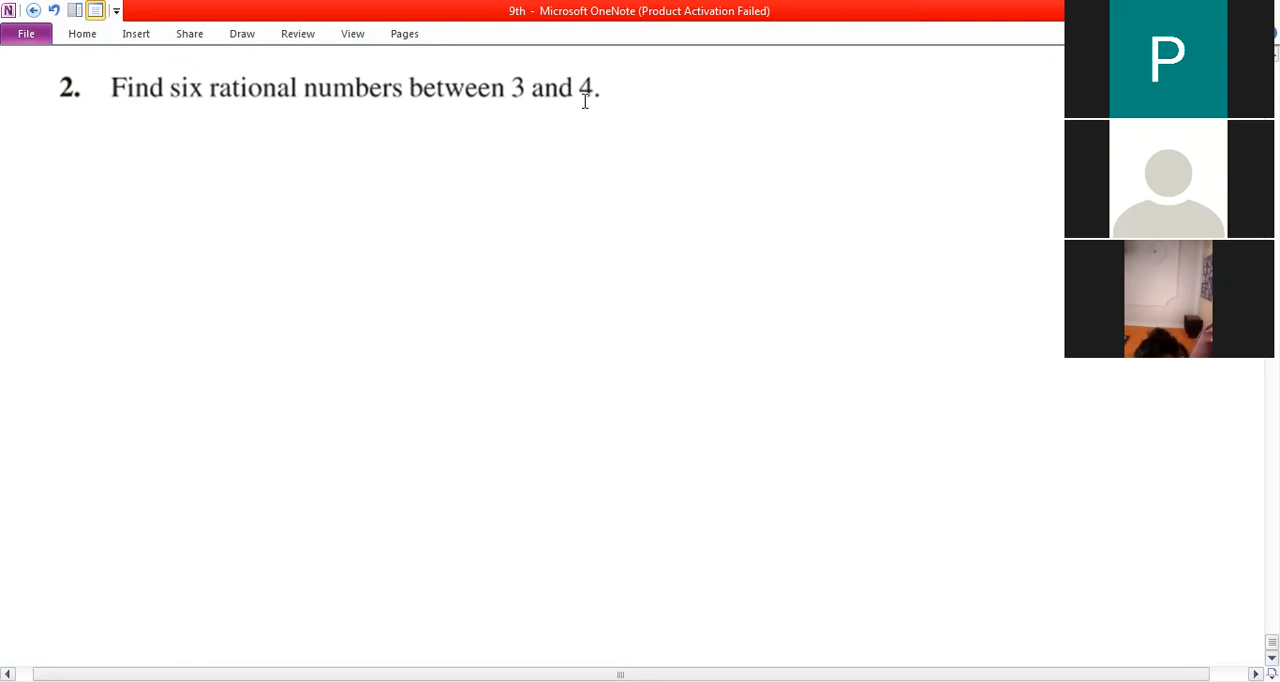 9th - Microsoft OneNote (Product Activation Failed)
File Home Insert Share Draw Review View Pages
2. Find six rational numbers between 3 and 4.
P